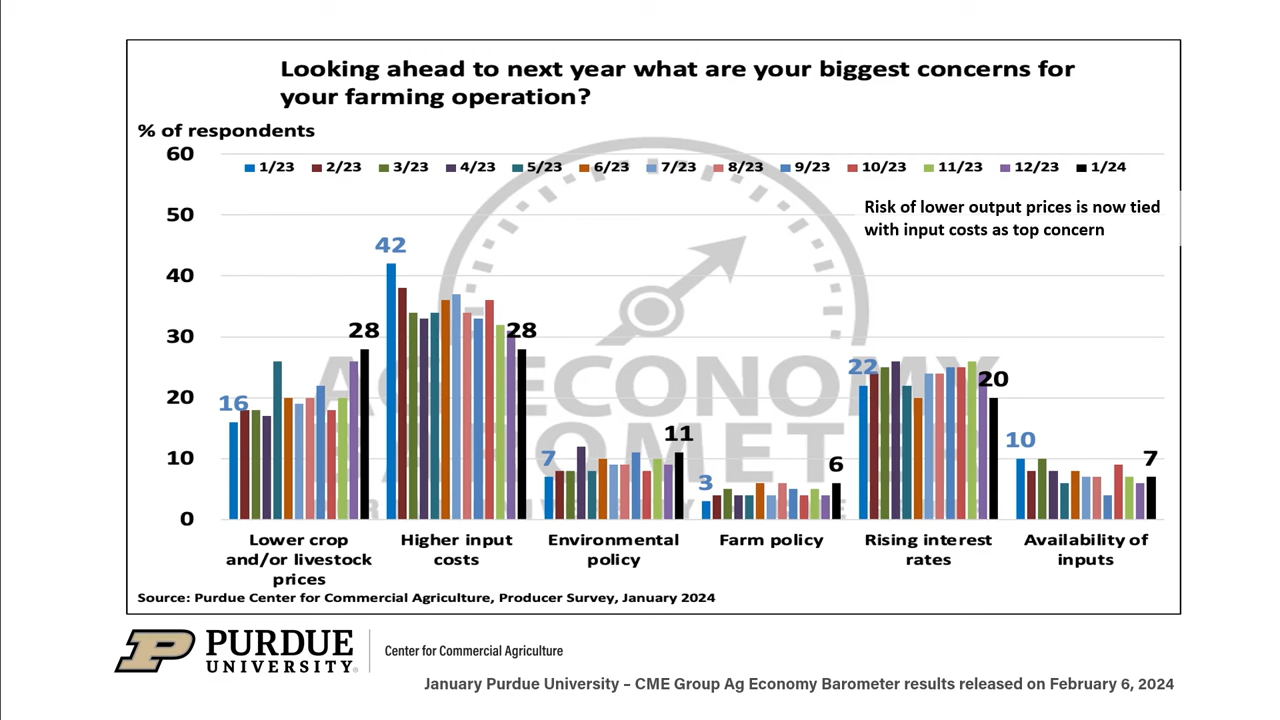 Looking ahead to next year what are your biggest concerns for
your farming operation?
% of respondents
60
50
40
30
20
10
0
1/23 2/23 3/23 4/23 5/23 6/23 7/23 8/23 9/23 10/23 11/23 12/23 1/24
Risk of lower output prices is now tied
with input costs as top concern
16 28 42 28 7 11 3 6 22 20 10 7
AG ECONOMY
BAROMETER
Lower crop
and/or livestock
prices
Higher input
costs
Environmental
policy
Farm policy
Rising interest
rates
Availability of
inputs
Source: Purdue Center for Commercial Agriculture, Producer Survey, January 2024
PURDUE
UNIVERSITY®
Center for Commercial Agriculture
January Purdue University – CME Group Ag Economy Barometer results released on February 6, 2024